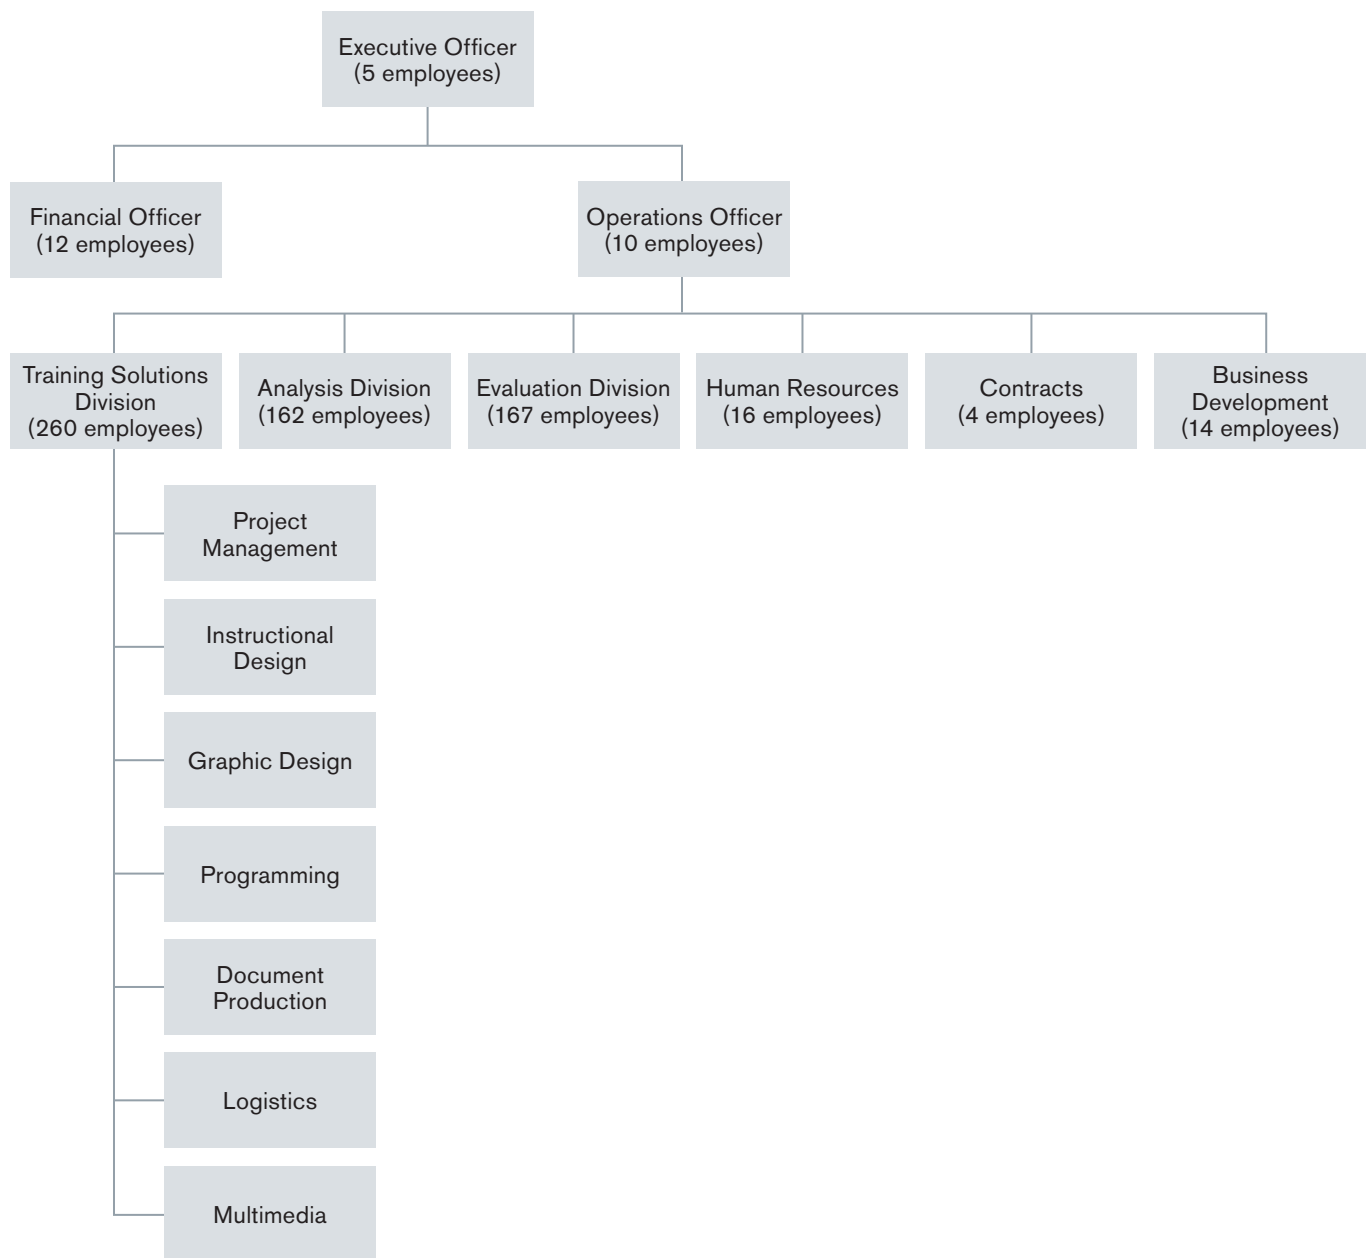 Executive Officer
(5 employees)
Financial Officer
(12 employees)
Operations Officer
(10 employees)
Training Solutions
Division
(260 employees)
Analysis Division
(162 employees)
Evaluation Division
(167 employees)
Human Resources
(16 employees)
Contracts
(4 employees)
Business
Development
(14 employees)
Project
Management
Instructional
Design
Graphic Design
Programming
Document
Production
Logistics
Multimedia